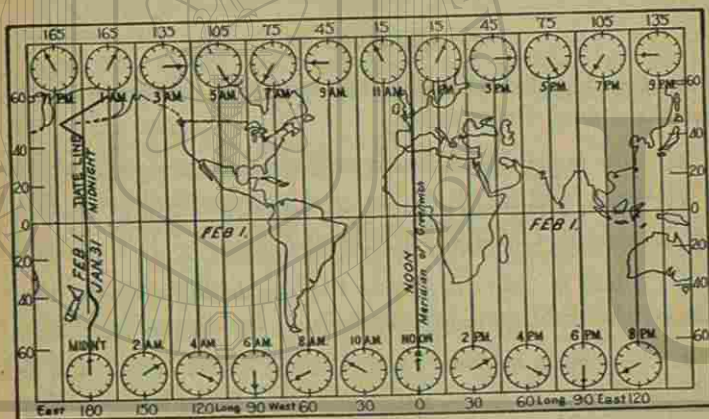 165 165 135 105 75 45 15 15 45 75 105 135
11 P.M. 1 A.M. 3 A.M. 5 A.M. 7 A.M. 9 A.M. 11 A.M. 1 P.M. 3 P.M. 5 P.M. 7 P.M. 9 P.M.
60 60
40 40
20 20
0 0
20 20
40 40
60 60
DATE LINE
MIDNIGHT
FEB 1.
JAN 31.
FEB 1.
NOON
Meridian of Greenwich
FEB 1.
MIDN'T 2 A.M. 4 A.M. 6 A.M. 8 A.M. 10 A.M. NOON 2 P.M. 4 P.M. 6 P.M. 8 P.M.
East 180 150 120 Long. 90 West 60 30 0 30 60 Long. 90 East 120